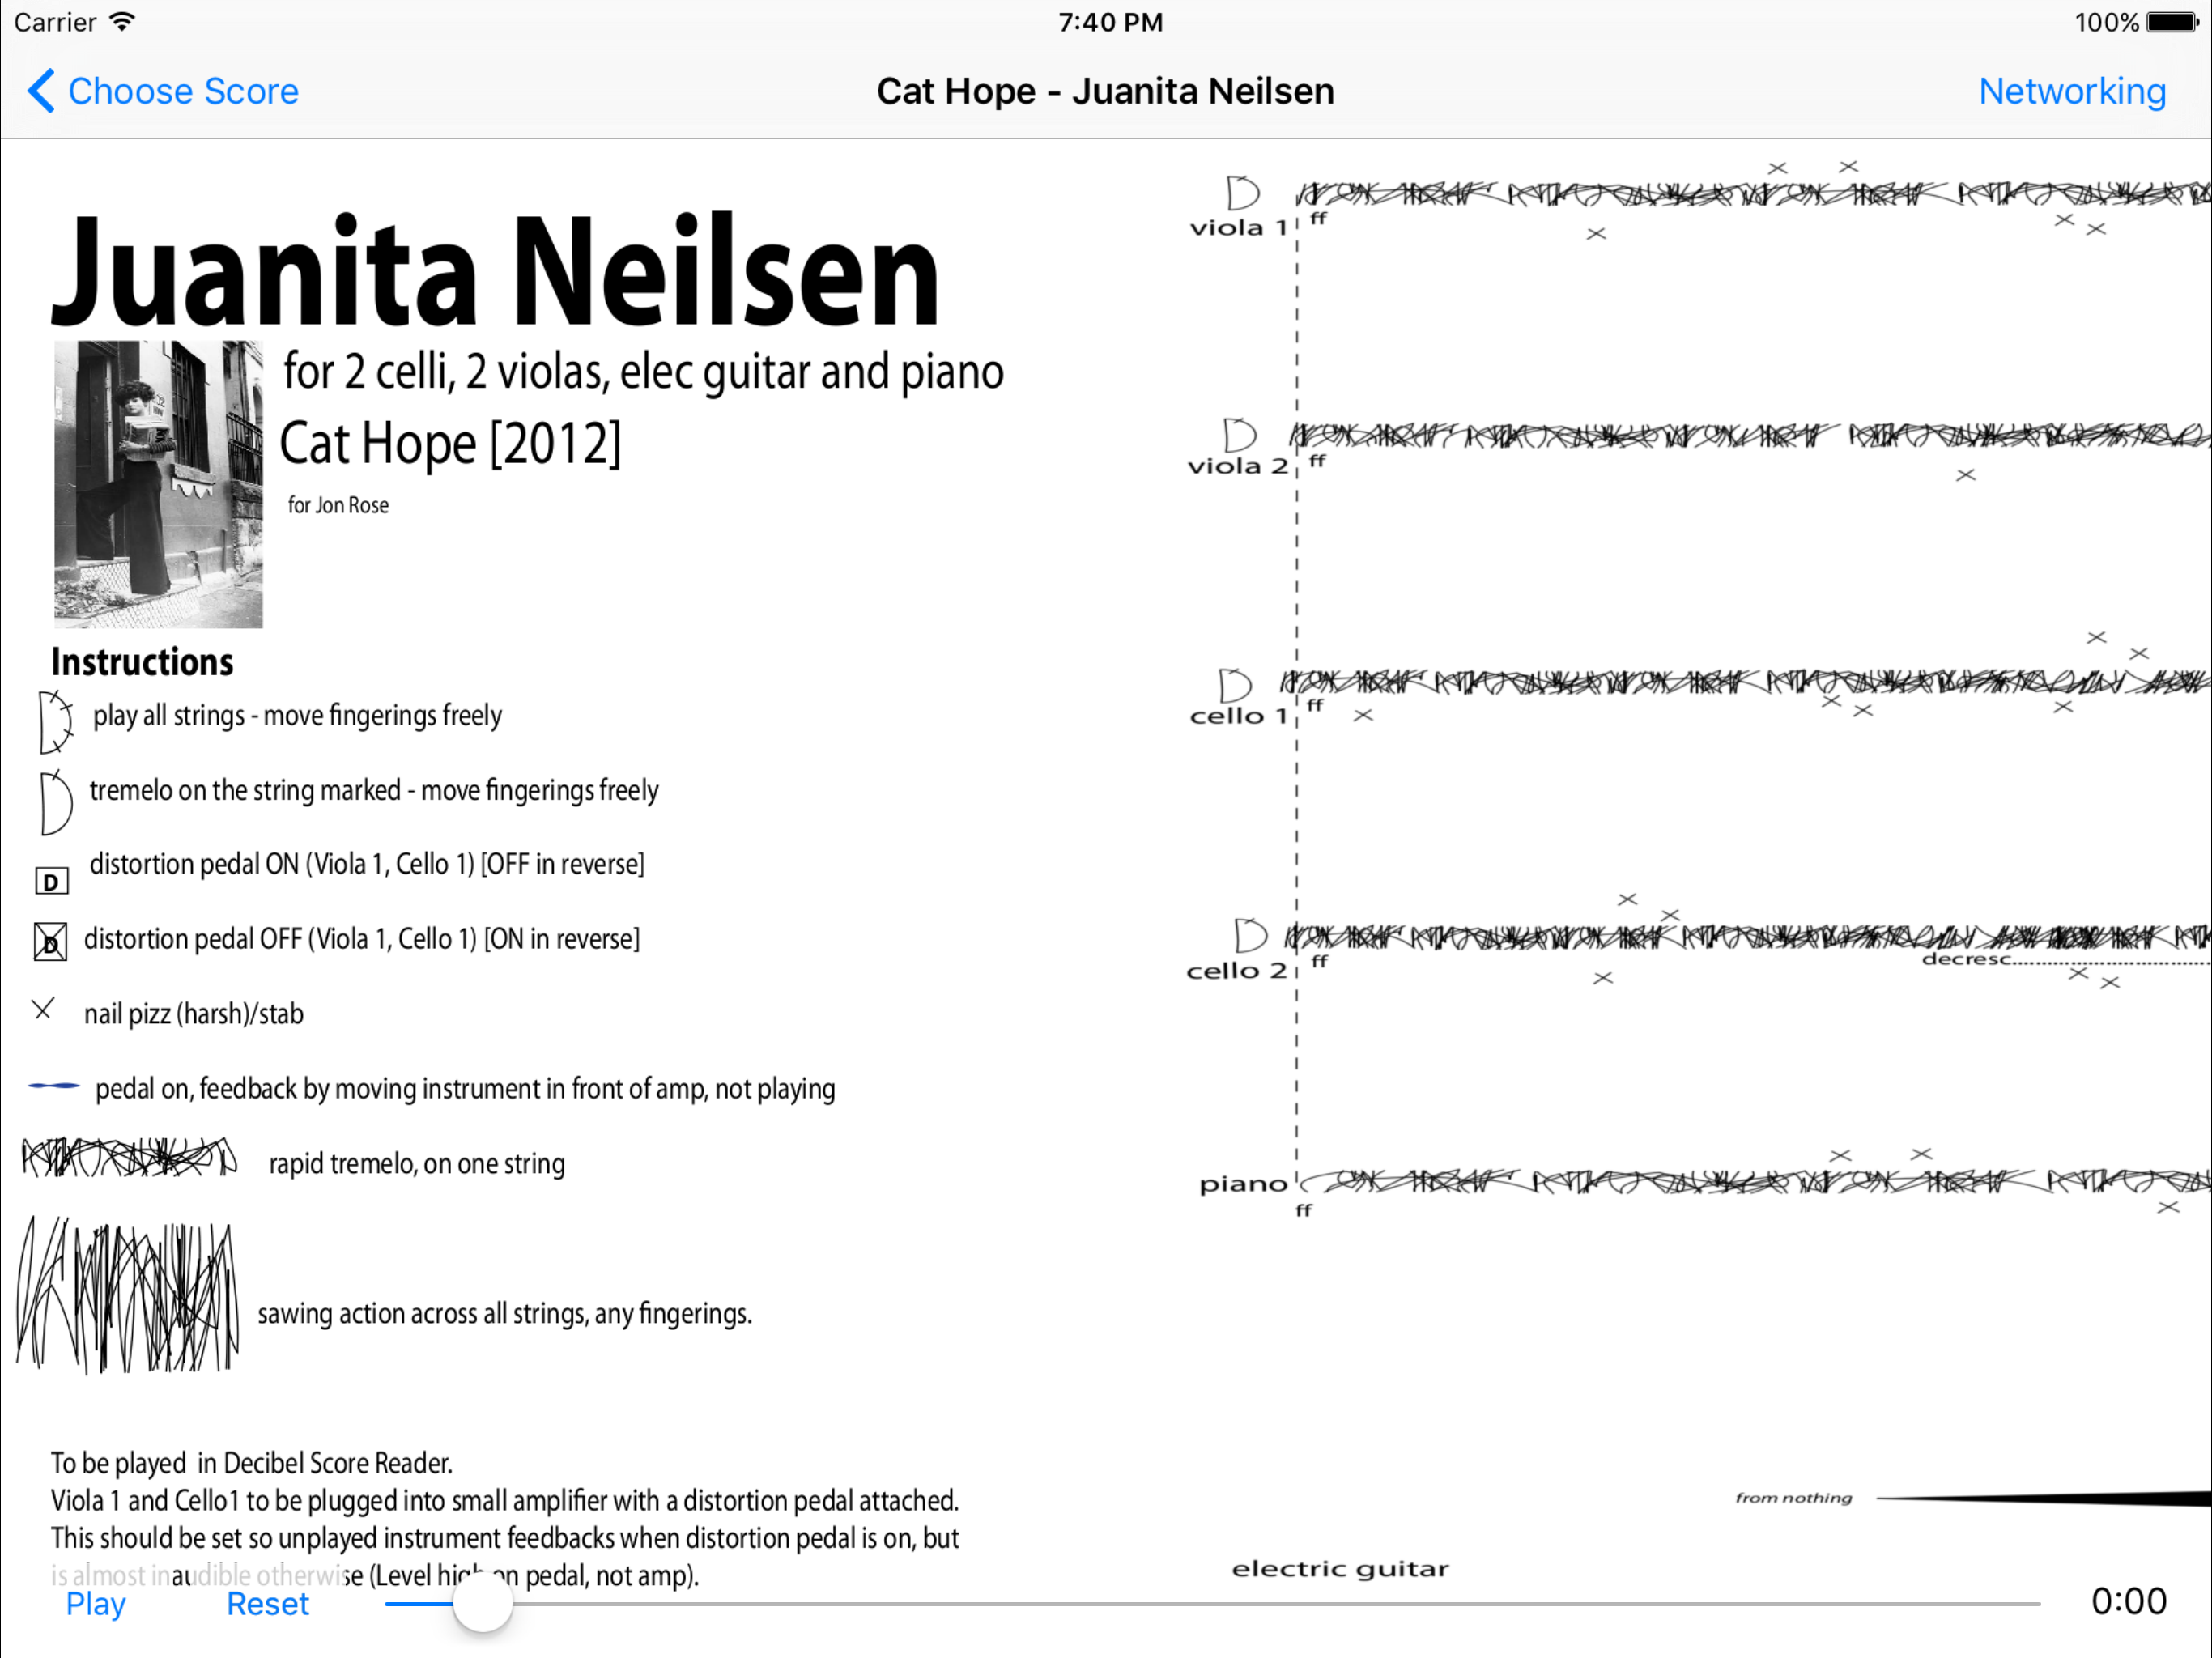 Carrier
7:40 PM
100%
Choose Score
Cat Hope - Juanita Neilsen
Networking
Juanita Neilsen
for 2 celli, 2 violas, elec guitar and piano
Cat Hope [2012]
for Jon Rose
Instructions
play all strings - move fingerings freely
tremelo on the string marked - move fingerings freely
D
distortion pedal ON (Viola 1, Cello 1) [OFF in reverse]
D
distortion pedal OFF (Viola 1, Cello 1) [ON in reverse]
nail pizz (harsh)/stab
pedal on, feedback by moving instrument in front of amp, not playing
rapid tremelo, on one string
sawing action across all strings, any fingerings.
To be played in Decibel Score Reader.
Viola 1 and Cello1 to be plugged into small amplifier with a distortion pedal attached.
This should be set so unplayed instrument feedbacks when distortion pedal is on, but
is almost inaudible otherwise (Level high on pedal, not amp).
viola 1
ff
viola 2
ff
cello 1
ff
cello 2
ff
decresc..............................
piano
ff
from nothing
electric guitar
Play
Reset
0:00